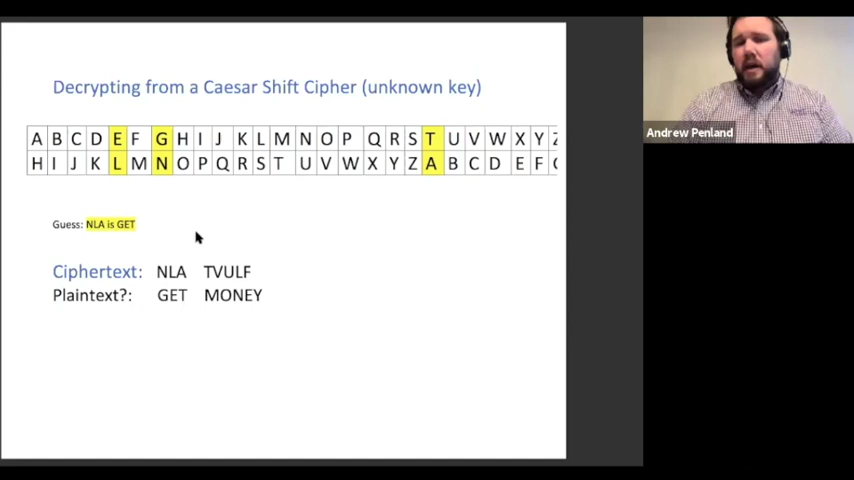 Decrypting from a Caesar Shift Cipher (unknown key)
A B C D E F G H I J K L M N O P Q R S T U V W X Y Z
H I J K L M N O P Q R S T U V W X Y Z A B C D E F G
Guess: NLA is GET
Ciphertext: NLA TVULF
Plaintext?: GET MONEY
Andrew Penland